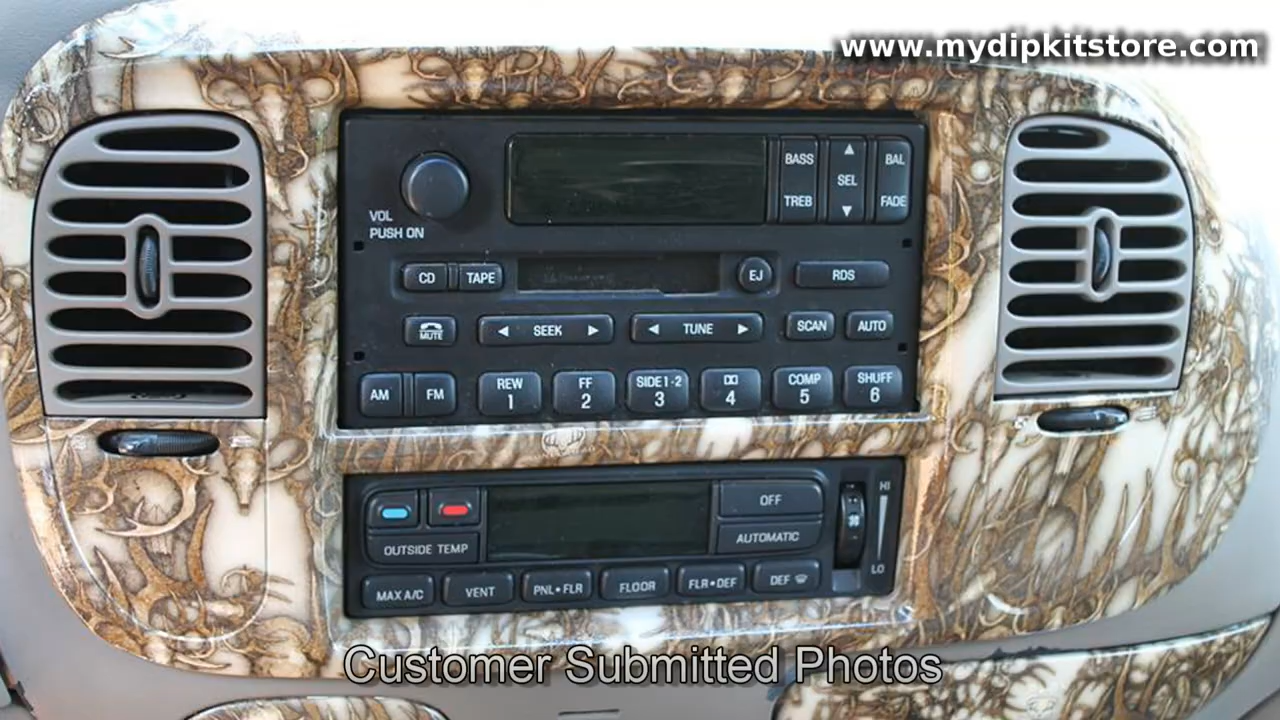 www.mydipkitstore.com
BASS ▲ BAL
SEL
TREB ▼ FADE
VOL
PUSH ON
CD TAPE EJ RDS
MUTE ◄ SEEK ► ◄ TUNE ► SCAN AUTO
AM FM REW FF SIDE 1-2 COMP SHUFF
1 2 3 4 5 6
OFF HI
OUTSIDE TEMP AUTOMATIC
LO
MAX A/C VENT PNL•FLR FLOOR FLR•DEF DEF
Customer Submitted Photos